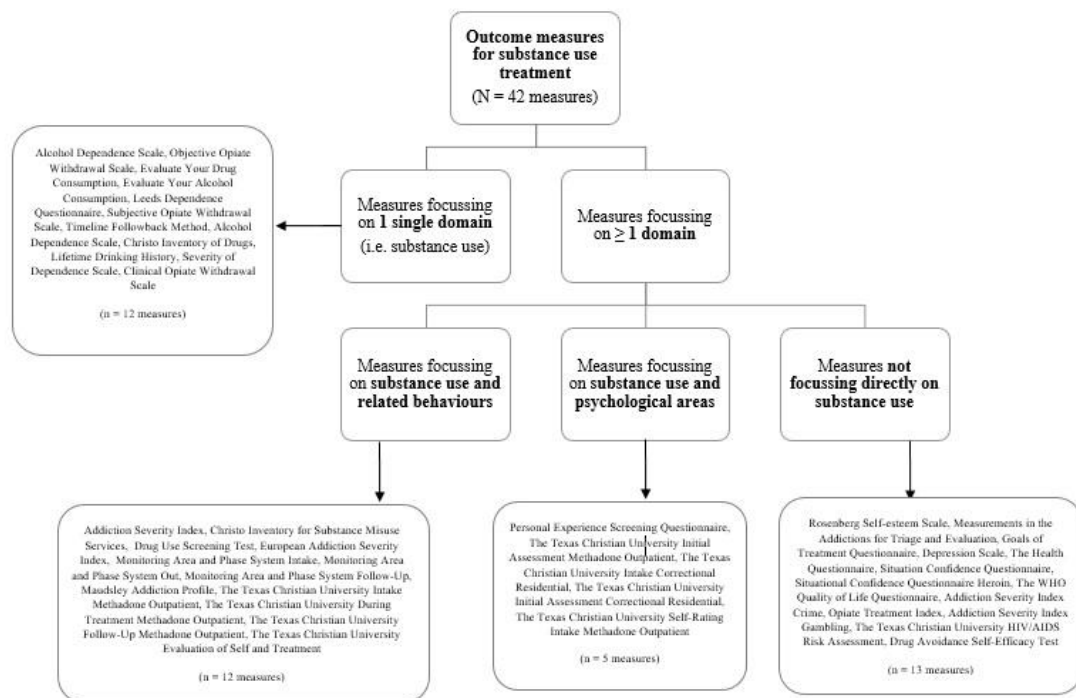 Outcome measures
for substance use
treatment
(N = 42 measures)
Alcohol Dependence Scale, Objective Opiate
Withdrawal Scale, Evaluate Your Drug
Consumption, Evaluate Your Alcohol
Consumption, Leeds Dependence
Questionnaire, Subjective Opiate Withdrawal
Scale, Timeline Followback Method, Alcohol
Dependence Scale, Christo Inventory of Drugs,
Lifetime Drinking History, Severity of
Dependence Scale, Clinical Opiate Withdrawal
Scale
(n = 12 measures)
Measures focussing
on 1 single domain
(i.e. substance use)
Measures focussing
on ≥ 1 domain
Measures focussing
on substance use and
related behaviours
Measures focussing
on substance use and
psychological areas
Measures not
focussing directly on
substance use
Addiction Severity Index, Christo Inventory for Substance Misuse
Services, Drug Use Screening Test, European Addiction Severity
Index, Monitoring Area and Phase System Intake, Monitoring Area
and Phase System Out, Monitoring Area and Phase System Follow-Up,
Maudsley Addiction Profile, The Texas Christian University Intake
Methadone Outpatient, The Texas Christian University During
Treatment Methadone Outpatient, The Texas Christian University
Follow-Up Methadone Outpatient, The Texas Christian University
Evaluation of Self and Treatment
(n = 12 measures)
Personal Experience Screening Questionnaire,
The Texas Christian University Initial
Assessment Methadone Outpatient, The Texas
Christian University Intake Correctional
Residential, The Texas Christian University
Initial Assessment Correctional Residential,
The Texas Christian University Self-Rating
Intake Methadone Outpatient
(n = 5 measures)
Rosenberg Self-esteem Scale, Measurements in the
Addictions for Triage and Evaluation, Goals of
Treatment Questionnaire, Depression Scale, The Health
Questionnaire, Situation Confidence Questionnaire,
Situational Confidence Questionnaire Heroin, The WHO
Quality of Life Questionnaire, Addiction Severity Index
Crime, Opiate Treatment Index, Addiction Severity Index
Gambling, The Texas Christian University HIV/AIDS
Risk Assessment, Drug Avoidance Self-Efficacy Test
(n = 13 measures)